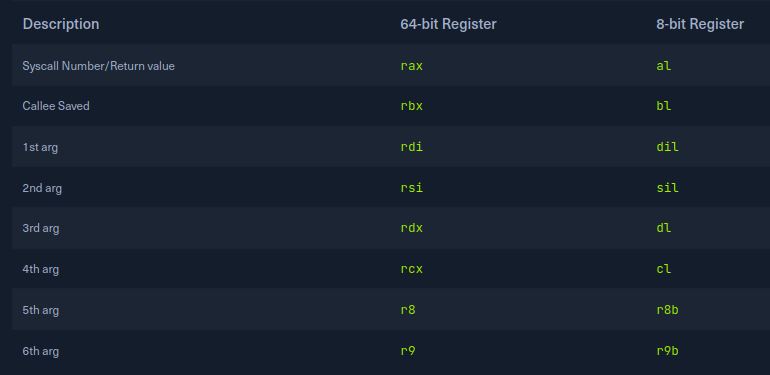 Description 64-bit Register 8-bit Register
Syscall Number/Return value rax al
Callee Saved rbx bl
1st arg rdi dil
2nd arg rsi sil
3rd arg rdx dl
4th arg rcx cl
5th arg r8 r8b
6th arg r9 r9b